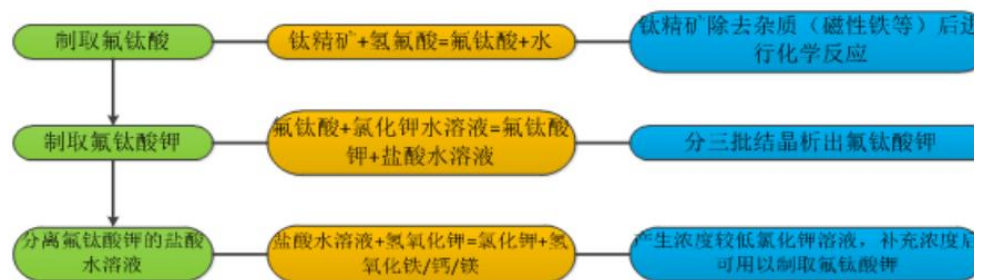 制取氟钛酸
钛精矿+氢氟酸=氟钛酸+水
钛精矿除去杂质（磁性铁等）后进
行化学反应
制取氟钛酸钾
氟钛酸+氯化钾水溶液=氟钛酸
钾+盐酸水溶液
分三批结晶析出氟钛酸钾
分离氟钛酸钾的盐酸
水溶液
盐酸水溶液+氢氧化钾=氯化钾+氢
氧化铁/钙/镁
产生浓度较低氯化钾溶液，补充浓度后
可用以制取氟钛酸钾